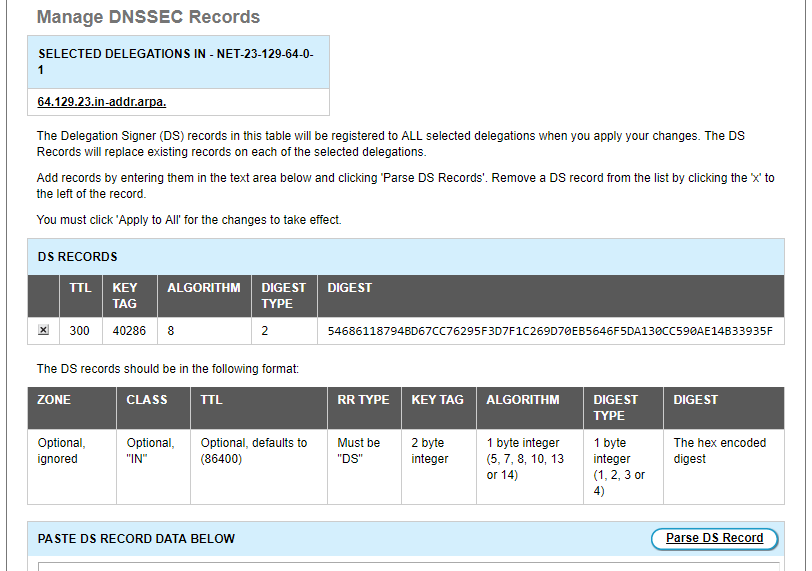 Manage DNSSEC Records
SELECTED DELEGATIONS IN - NET-23-129-64-0-
1
64.129.23.in-addr.arpa.
The Delegation Signer (DS) records in this table will be registered to ALL selected delegations when you apply your changes. The DS
Records will replace existing records on each of the selected delegations.
Add records by entering them in the text area below and clicking 'Parse DS Records'. Remove a DS record from the list by clicking the 'x' to
the left of the record.
You must click 'Apply to All' for the changes to take effect.
DS RECORDS
TTL KEY TAG ALGORITHM DIGEST TYPE DIGEST
x 300 40286 8 2 54686118794BD67CC76295F3D7F1C269D70EB5646F5DA130CC590AE14B33935F
The DS records should be in the following format:
ZONE CLASS TTL RR TYPE KEY TAG ALGORITHM DIGEST TYPE DIGEST
Optional, ignored Optional, "IN" Optional, defaults to (86400) Must be "DS" 2 byte integer 1 byte integer (5, 7, 8, 10, 13 or 14) 1 byte integer (1, 2, 3 or 4) The hex encoded digest
PASTE DS RECORD DATA BELOW Parse DS Record